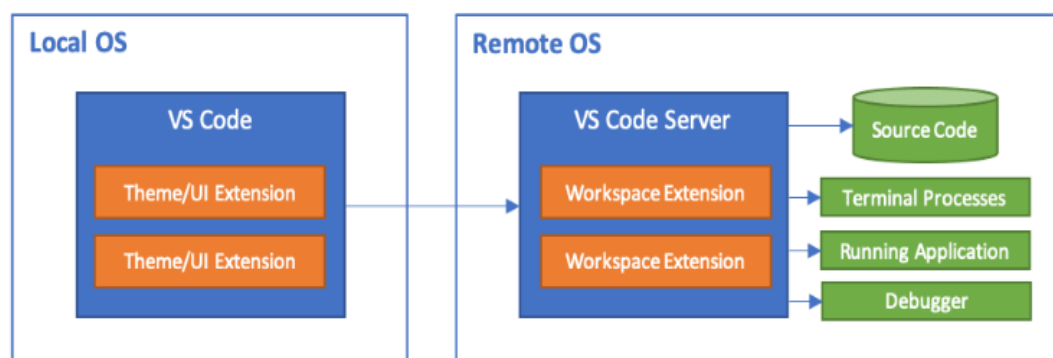 Local OS
VS Code
Theme/UI Extension
Theme/UI Extension
Remote OS
VS Code Server
Workspace Extension
Workspace Extension
Source Code
Terminal Processes
Running Application
Debugger